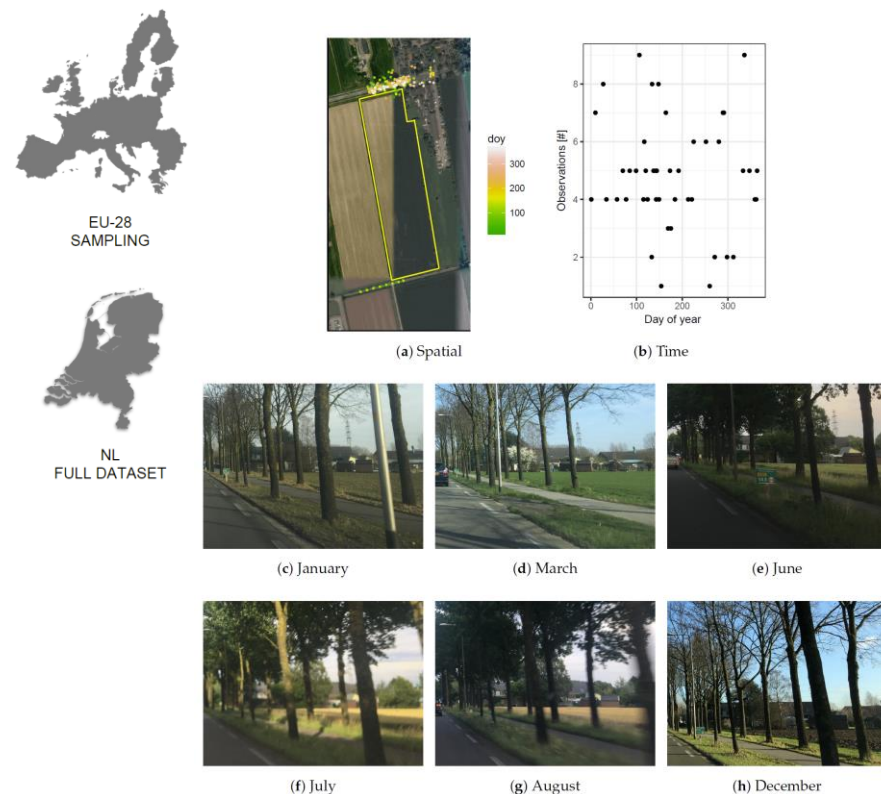 EU-28
SAMPLING
NL
FULL DATASET
doy
300
200
100
(a) Spatial
Observations [#]
8
6
4
2
0 100 200 300
Day of year
(b) Time
(c) January
(d) March
(e) June
(f) July
(g) August
(h) December